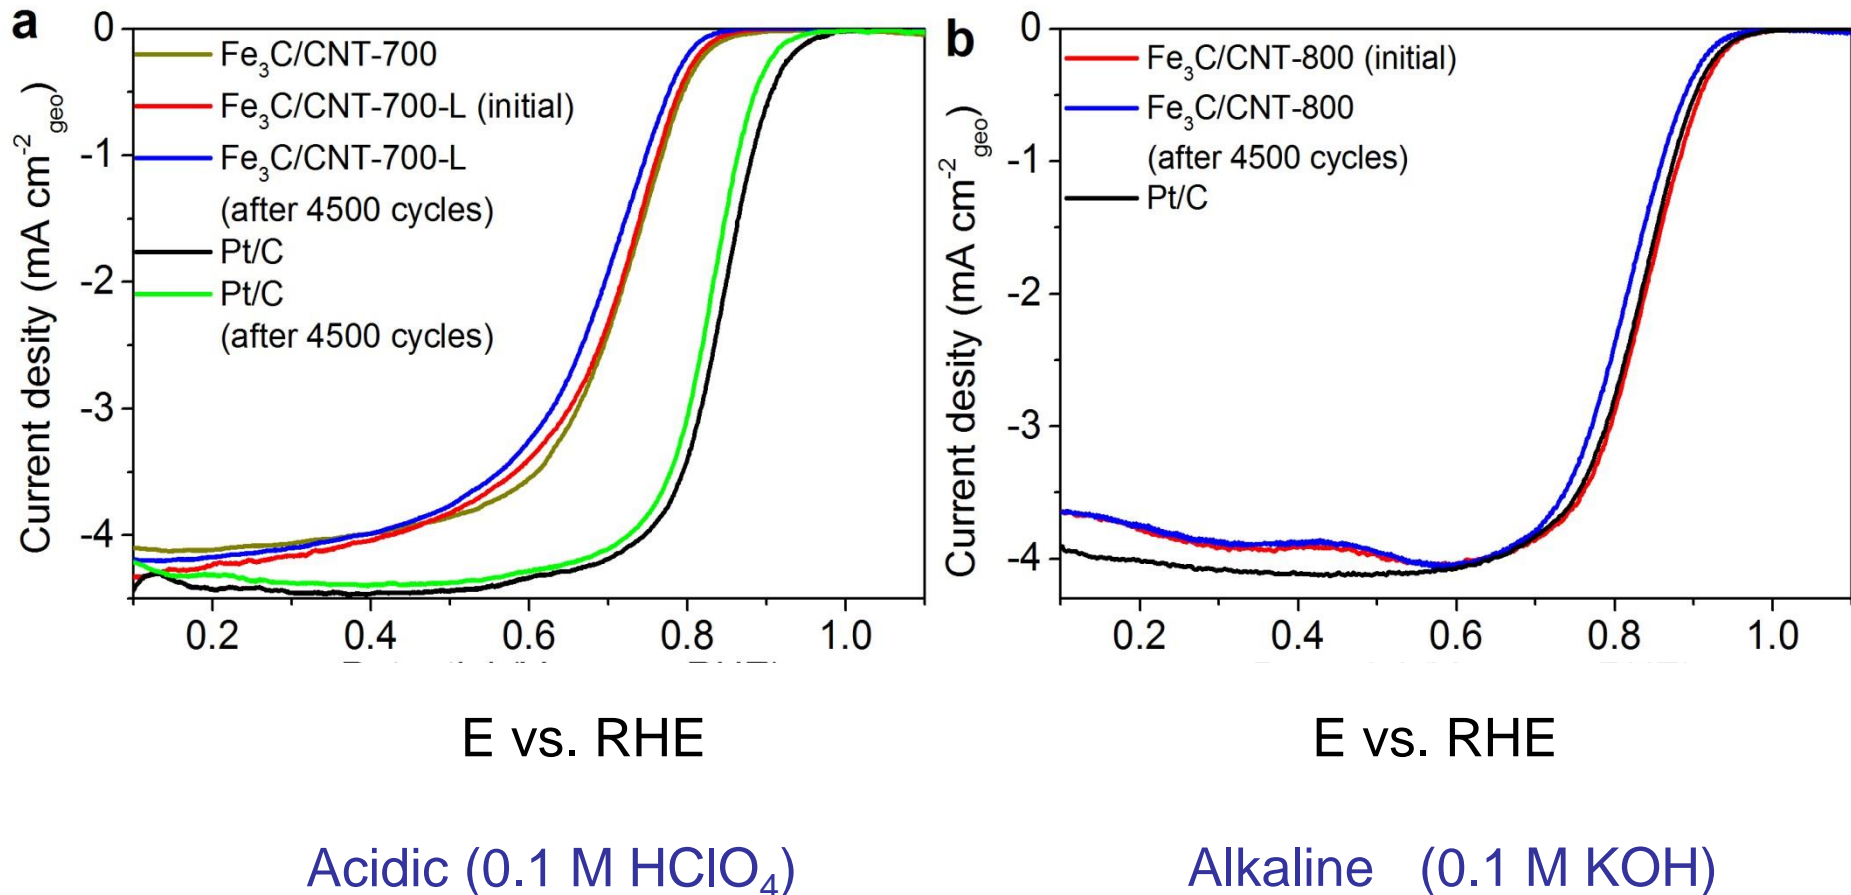 a
0
-1
-2
-3
-4
Current desity (mA cm⁻² geo)
Fe₃C/CNT-700
Fe₃C/CNT-700-L (initial)
Fe₃C/CNT-700-L
(after 4500 cycles)
Pt/C
Pt/C
(after 4500 cycles)
0.2 0.4 0.6 0.8 1.0
E vs. RHE
Acidic (0.1 M HClO₄)
b
0
-1
-2
-3
-4
Current desity (mA cm⁻² geo)
Fe₃C/CNT-800 (initial)
Fe₃C/CNT-800
(after 4500 cycles)
Pt/C
0.2 0.4 0.6 0.8 1.0
E vs. RHE
Alkaline (0.1 M KOH)